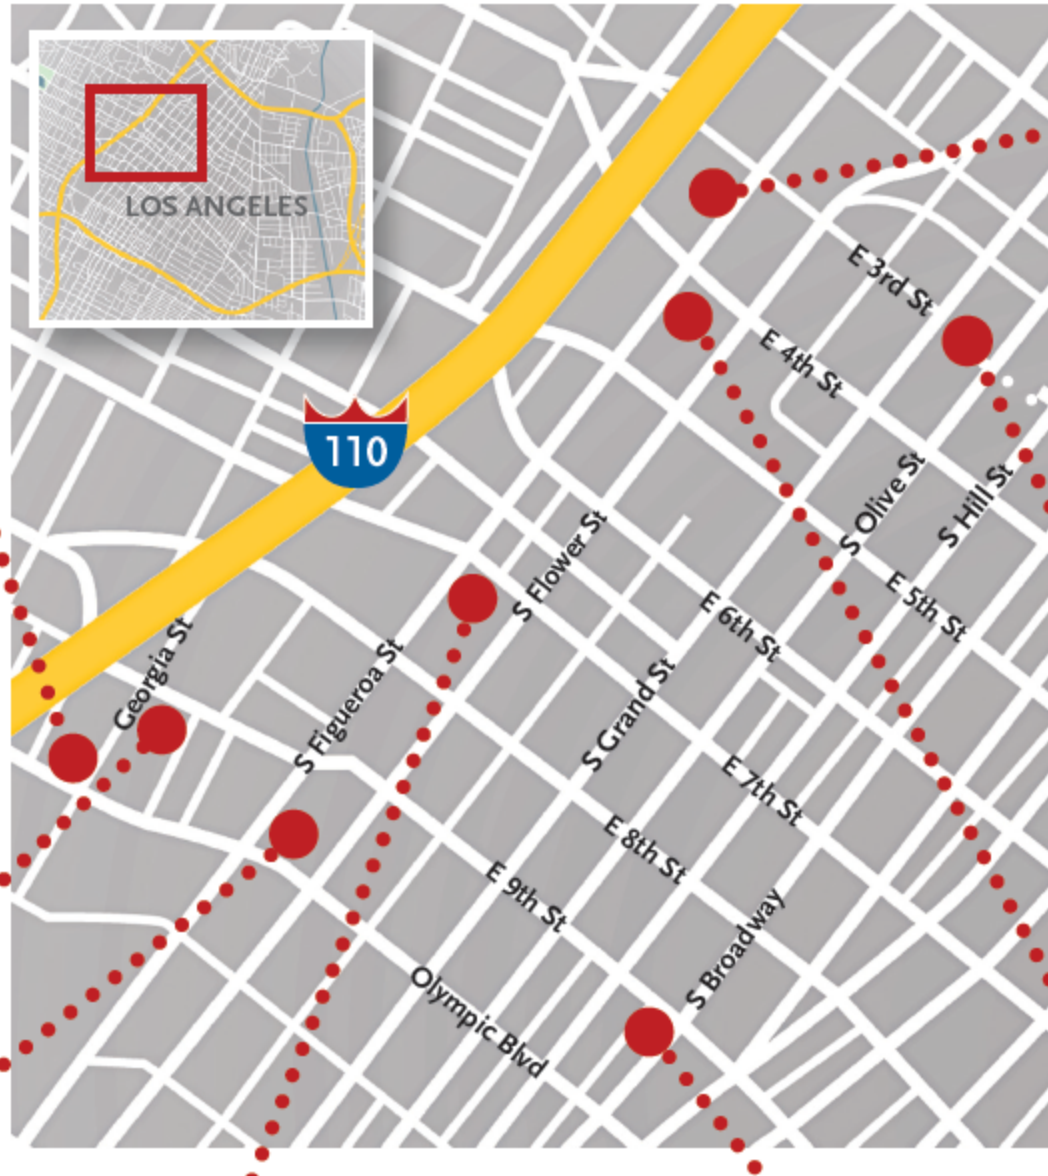 LOS ANGELES
E 3rd St
E 4th St
110
S Olive St
S Hill St
S Flower St
E 5th St
E 6th St
Georgia St
S Figueroa St
S Grand St
E 7th St
E 8th St
E 9th St
S Broadway
Olympic Blvd